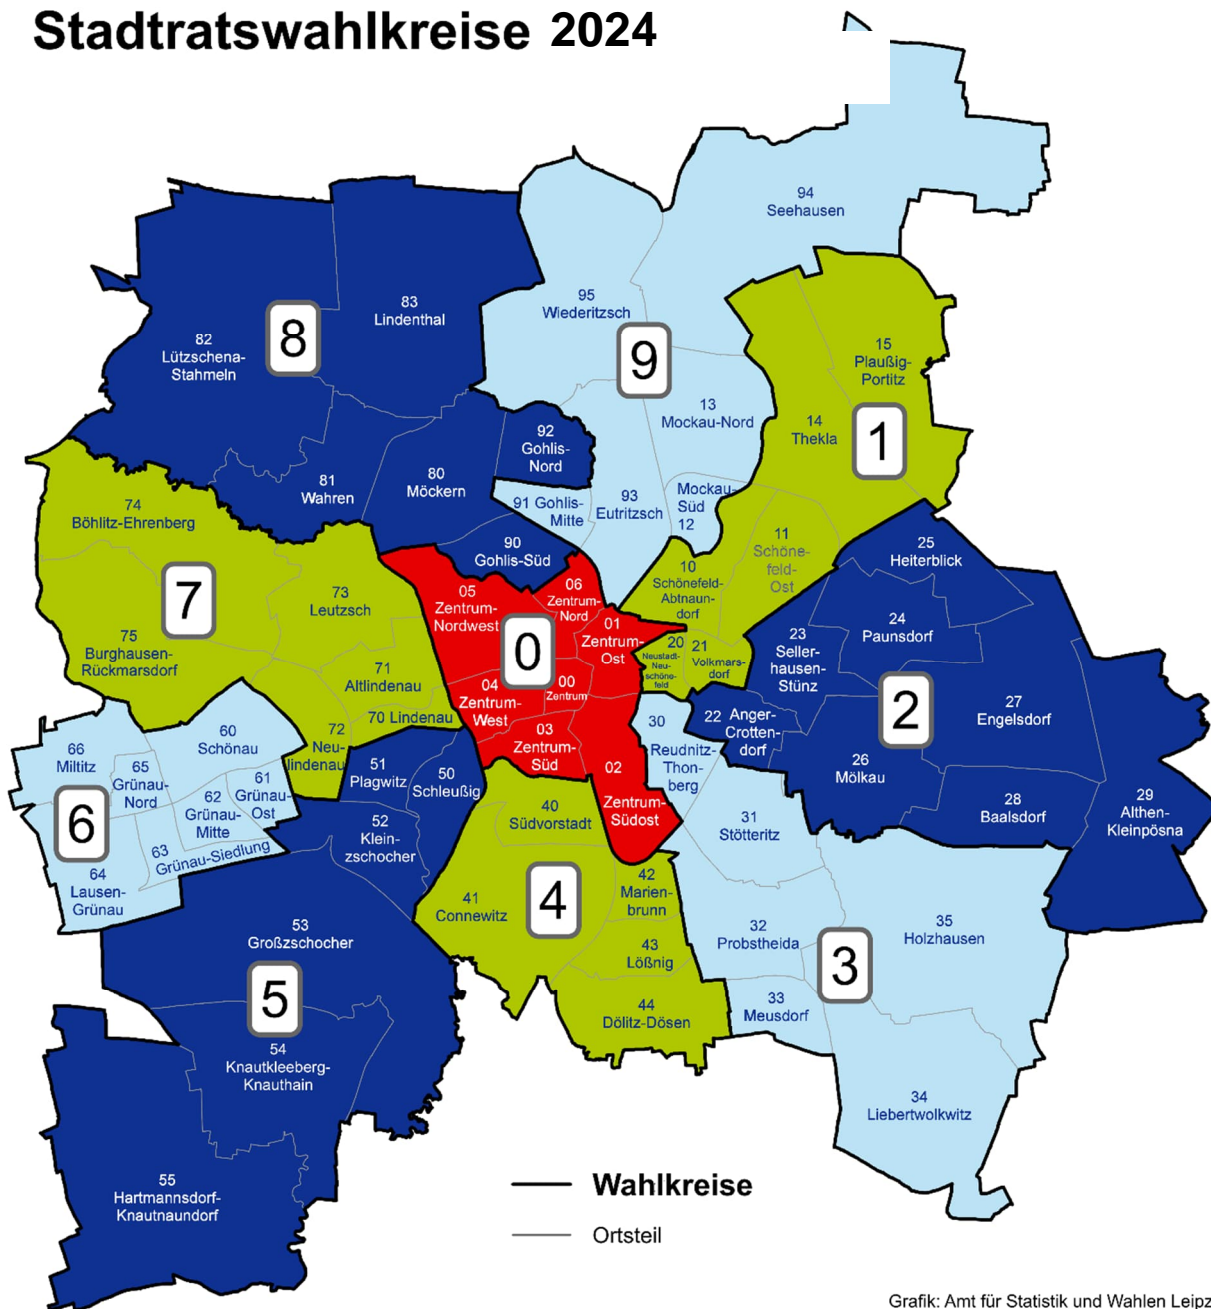 Stadtratswahlkreise 2024
94
Seehausen
95
Wiederitzsch
83
Lindenthal
82
Lützschena-
Stahmeln
8
9
15
Plaußig-
Portitz
13
Mockau-Nord
14
Thekla
1
92
Gohlis-
Nord
80
Möckern
81
Wahren
91 Gohlis-
Mitte
93
Eutritzsch
Mockau-
Süd
12
74
Böhlitz-Ehrenberg
90
Gohlis-Süd
11
Schöne-
feld-
Ost
25
Heiterblick
10
Schönefeld-
Abtnaun-
dorf
7
73
Leutzsch
05
Zentrum-
Nordwest
06
Zentrum-
Nord
01
Zentrum-
Ost
0
24
Paunsdorf
23
Seller-
hausen-
Stünz
75
Burghausen-
Rückmarsdorf
20
Neustadt-
Neu-
schöne-
feld
21
Volkmars-
dorf
71
Altlindenau
04
Zentrum-
West
00
Zentrum
2
27
Engelsdorf
70 Lindenau
72
Neu-
lindenau
03
Zentrum-
Süd
30
Reudnitz-
Thon-
berg
22 Anger-
Crotten-
dorf
60
Schönau
66
Miltitz
65
Grünau-
Nord
61
Grünau-
Ost
62
Grünau-
Mitte
63
Grünau-Siedlung
64
Lausen-
Grünau
6
51
Plagwitz
50
Schleußig
02
Zentrum-
Südost
26
Mölkau
28
Baalsdorf
29
Althen-
Kleinpösna
52
Klein-
zschocher
40
Südvorstadt
31
Stötteritz
41
Connewitz
4
42
Marien-
brunn
43
Lößnig
32
Probstheida
35
Holzhausen
3
53
Großzschocher
5
44
Dölitz-Dösen
33
Meusdorf
54
Knautkleeberg-
Knauthain
34
Liebertwolkwitz
55
Hartmannsdorf-
Knautnaundorf
Wahlkreise
Ortsteil
Grafik: Amt für Statistik und Wahlen Leipz